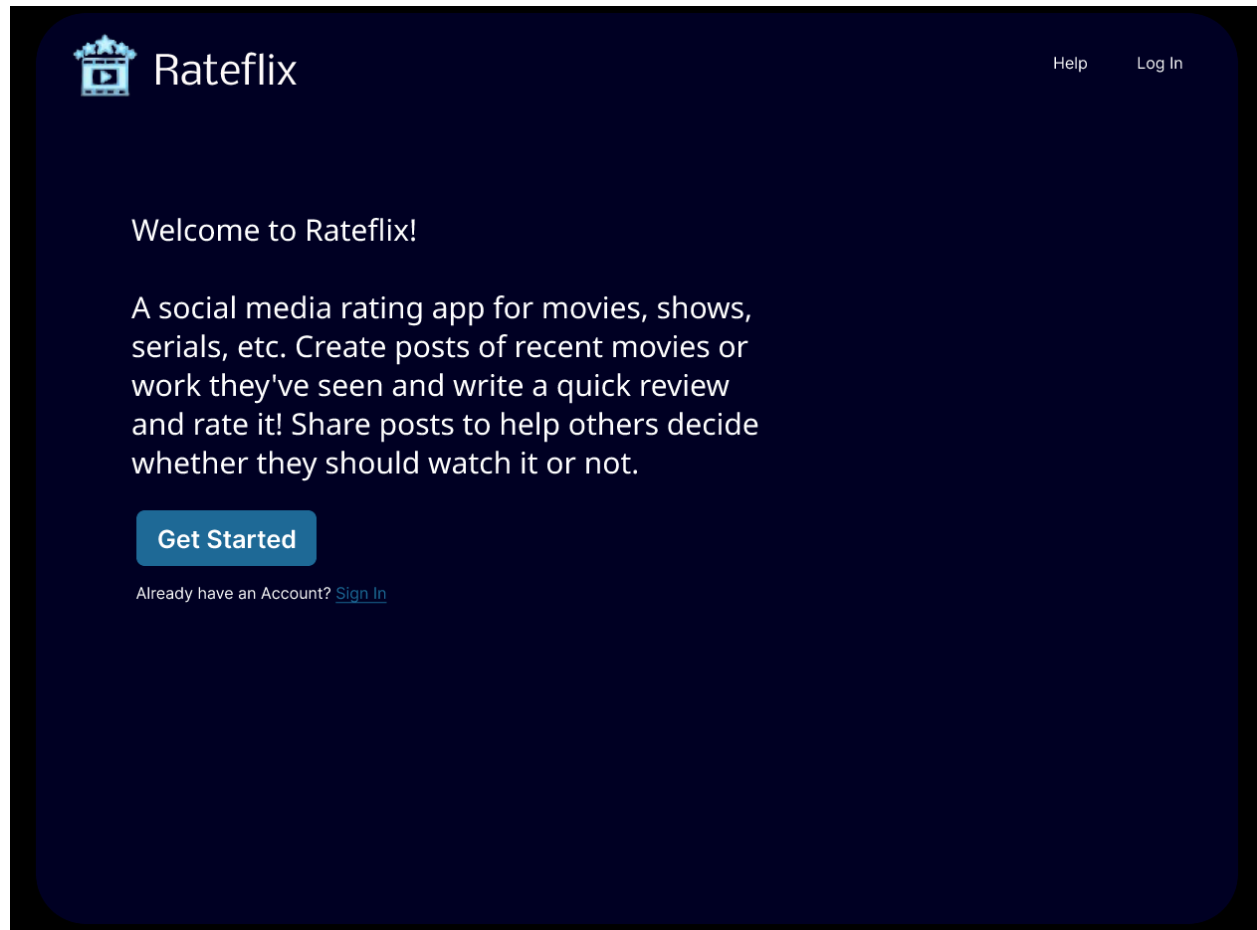 Rateflix
Help
Log In
Welcome to Rateflix!
A social media rating app for movies, shows,
serials, etc. Create posts of recent movies or
work they've seen and write a quick review
and rate it! Share posts to help others decide
whether they should watch it or not.
Get Started
Already have an Account? Sign In